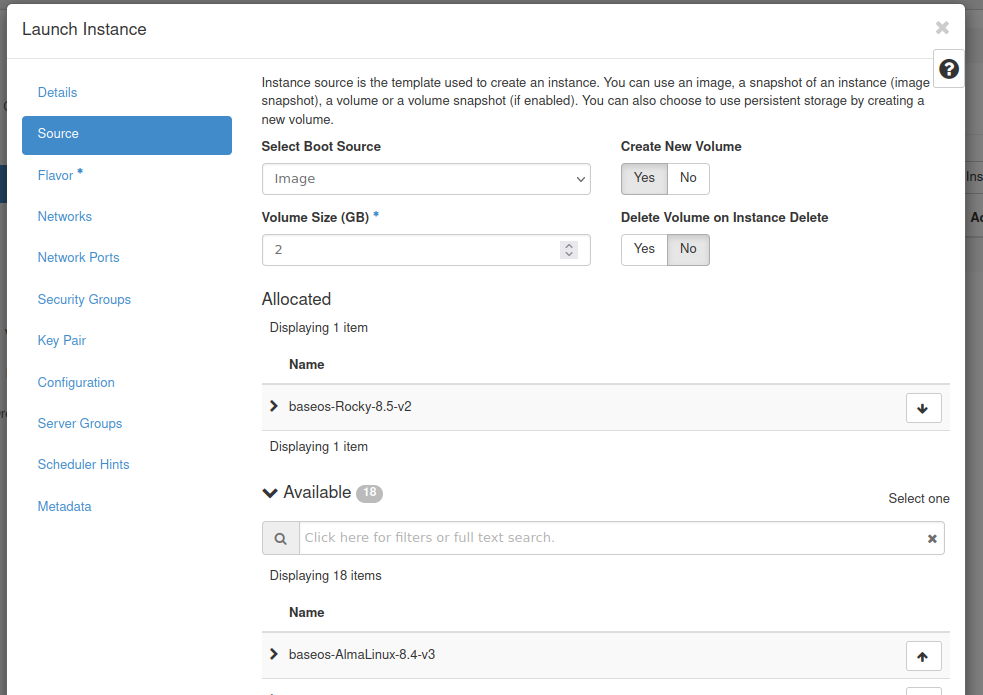 Launch Instance
Details
Source
Flavor *
Networks
Network Ports
Security Groups
Key Pair
Configuration
Server Groups
Scheduler Hints
Metadata
Instance source is the template used to create an instance. You can use an image, a snapshot of an instance (image
snapshot), a volume or a volume snapshot (if enabled). You can also choose to use persistent storage by creating a
new volume.
Select Boot Source
Create New Volume
Image
Yes No
Volume Size (GB) *
Delete Volume on Instance Delete
2
Yes No
Allocated
Displaying 1 item
Name
baseos-Rocky-8.5-v2
Displaying 1 item
Available 18
Select one
Click here for filters or full text search.
Displaying 18 items
Name
baseos-AlmaLinux-8.4-v3